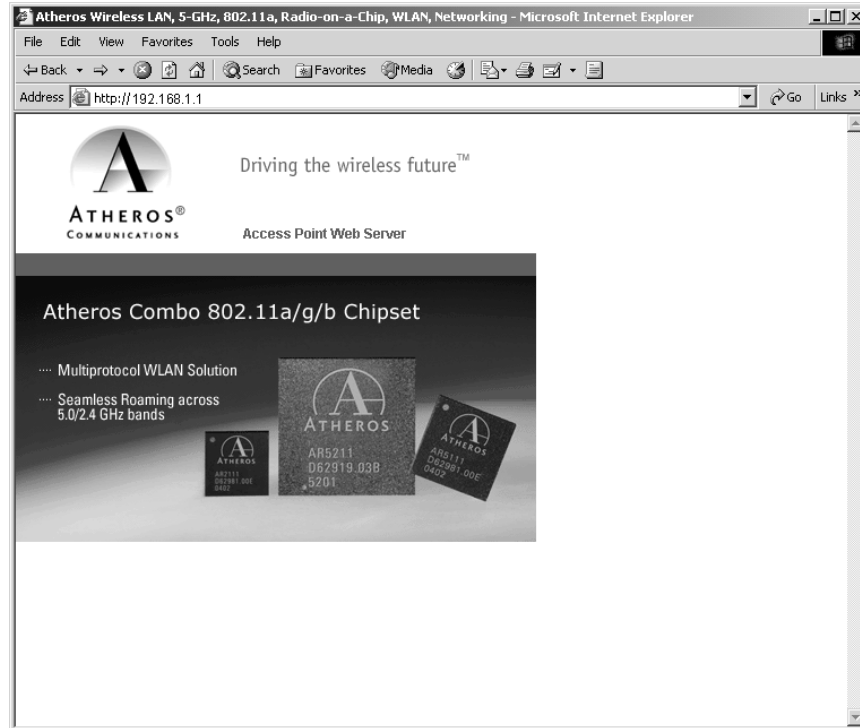 Atheros Wireless LAN, 5-GHz, 802.11a, Radio-on-a-Chip, WLAN, Networking - Microsoft Internet Explorer
File Edit View Favorites Tools Help
Back Search Favorites Media
Address http://192.168.1.1 Go Links »
Driving the wireless future™
ATHEROS®
COMMUNICATIONS
Access Point Web Server
Atheros Combo 802.11a/g/b Chipset
Multiprotocol WLAN Solution
Seamless Roaming across
5.0/2.4 GHz bands
ATHEROS
AR2111
D62981.00E
0402
ATHEROS
AR5211
D62919.03B
5201
ATHEROS
AR5111
D62981.00E
0402